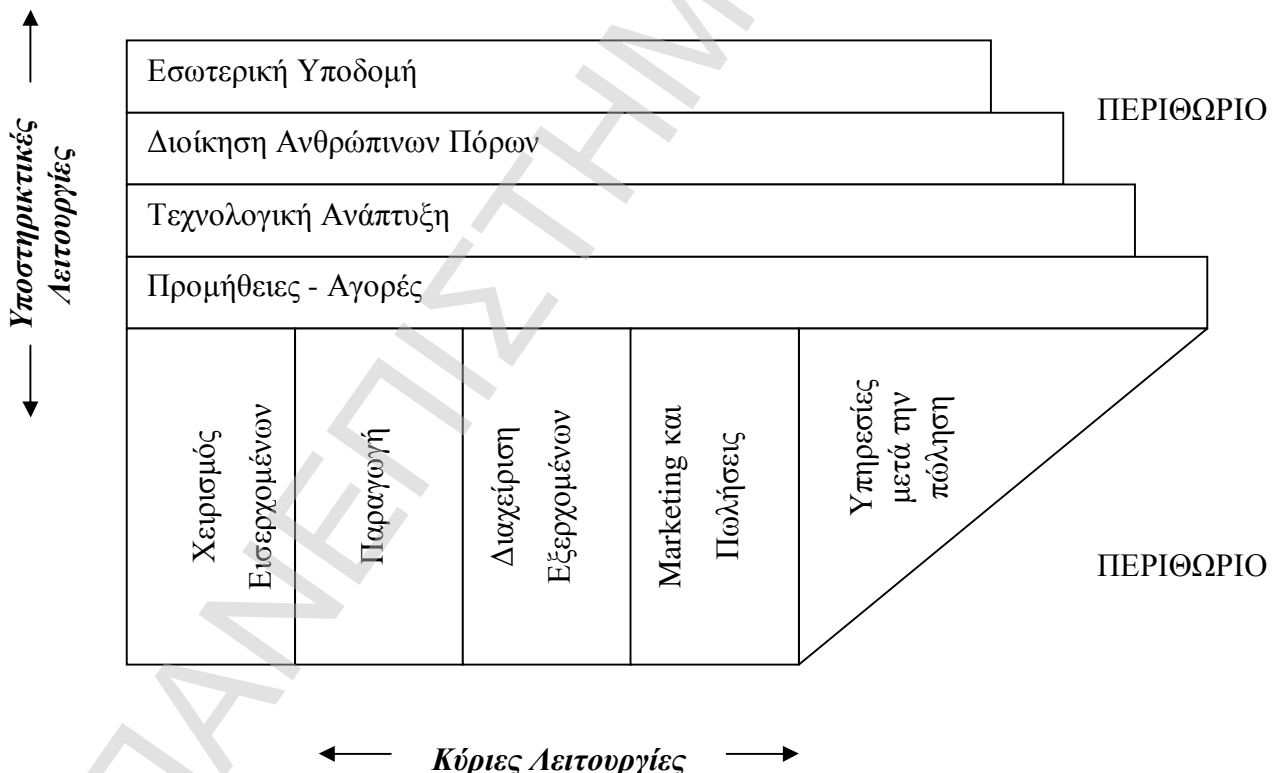 Εσωτερική Υποδομή
Διοίκηση Ανθρώπινων Πόρων
Τεχνολογική Ανάπτυξη
Προμήθειες - Αγορές
ΠΕΡΙΘΩΡΙΟ
Υποστηρικτικές
Λειτουργίες
Χειρισμός
Εισερχομένων
Παραγωγή
Διαχείριση
Εξερχομένων
Marketing και
Πωλήσεις
Υπηρεσίες
μετά την
πώληση
ΠΕΡΙΘΩΡΙΟ
Κύριες Λειτουργίες
ΠΑΝΕΠΙΣΤΗΜ